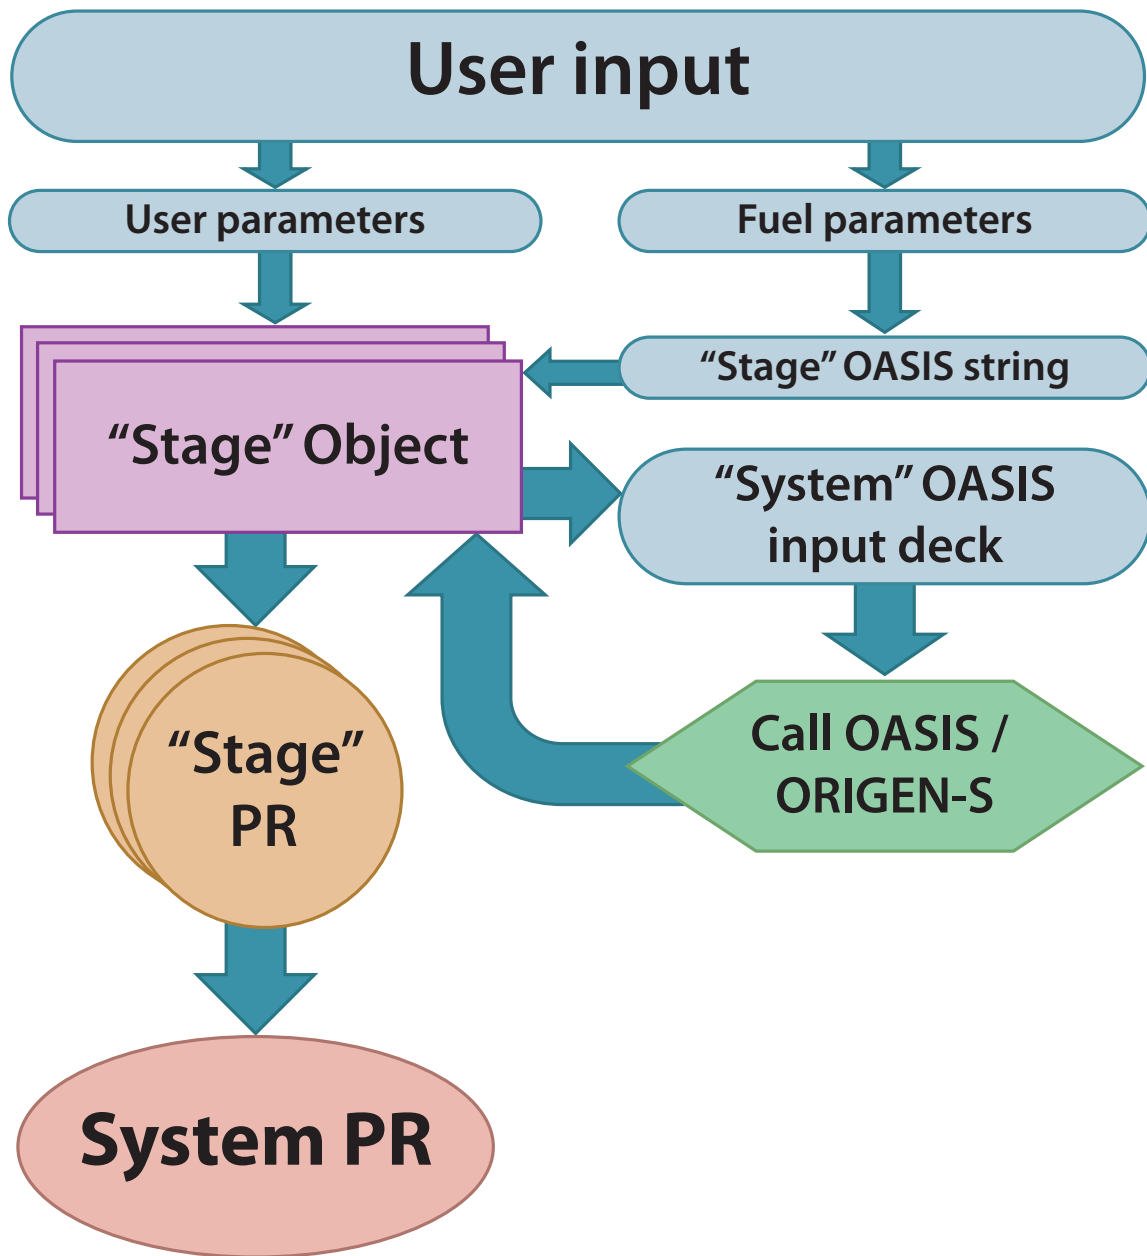 User input
User parameters
Fuel parameters
“Stage” OASIS string
“Stage” Object
“System” OASIS
input deck
Call OASIS /
ORIGEN-S
“Stage”
PR
System PR